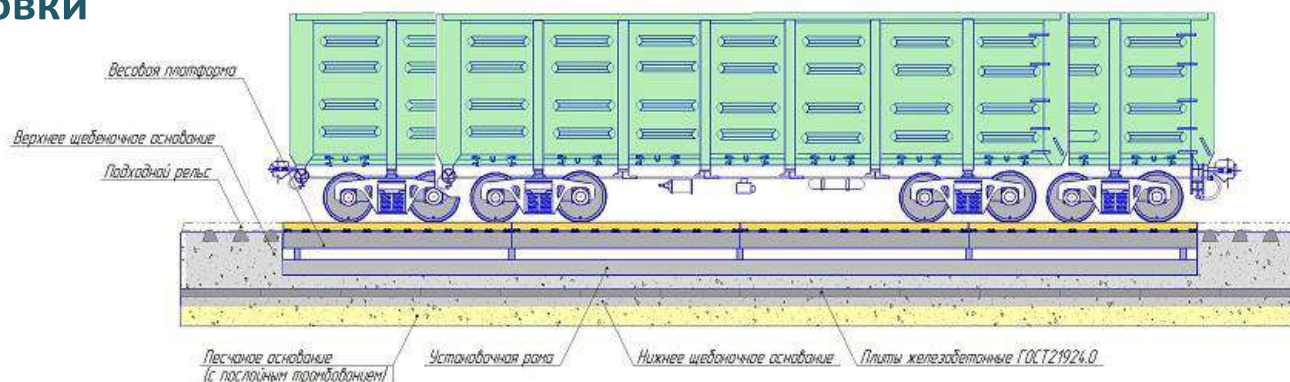 овки
Весовая платформа
Верхнее щебеночное основание
Подходной рельс
Песчаное основание
(с послойным трамбованием)
Установочная рама
Нижнее щебеночное основание
Плиты железобетонные ГОСТ21924.0